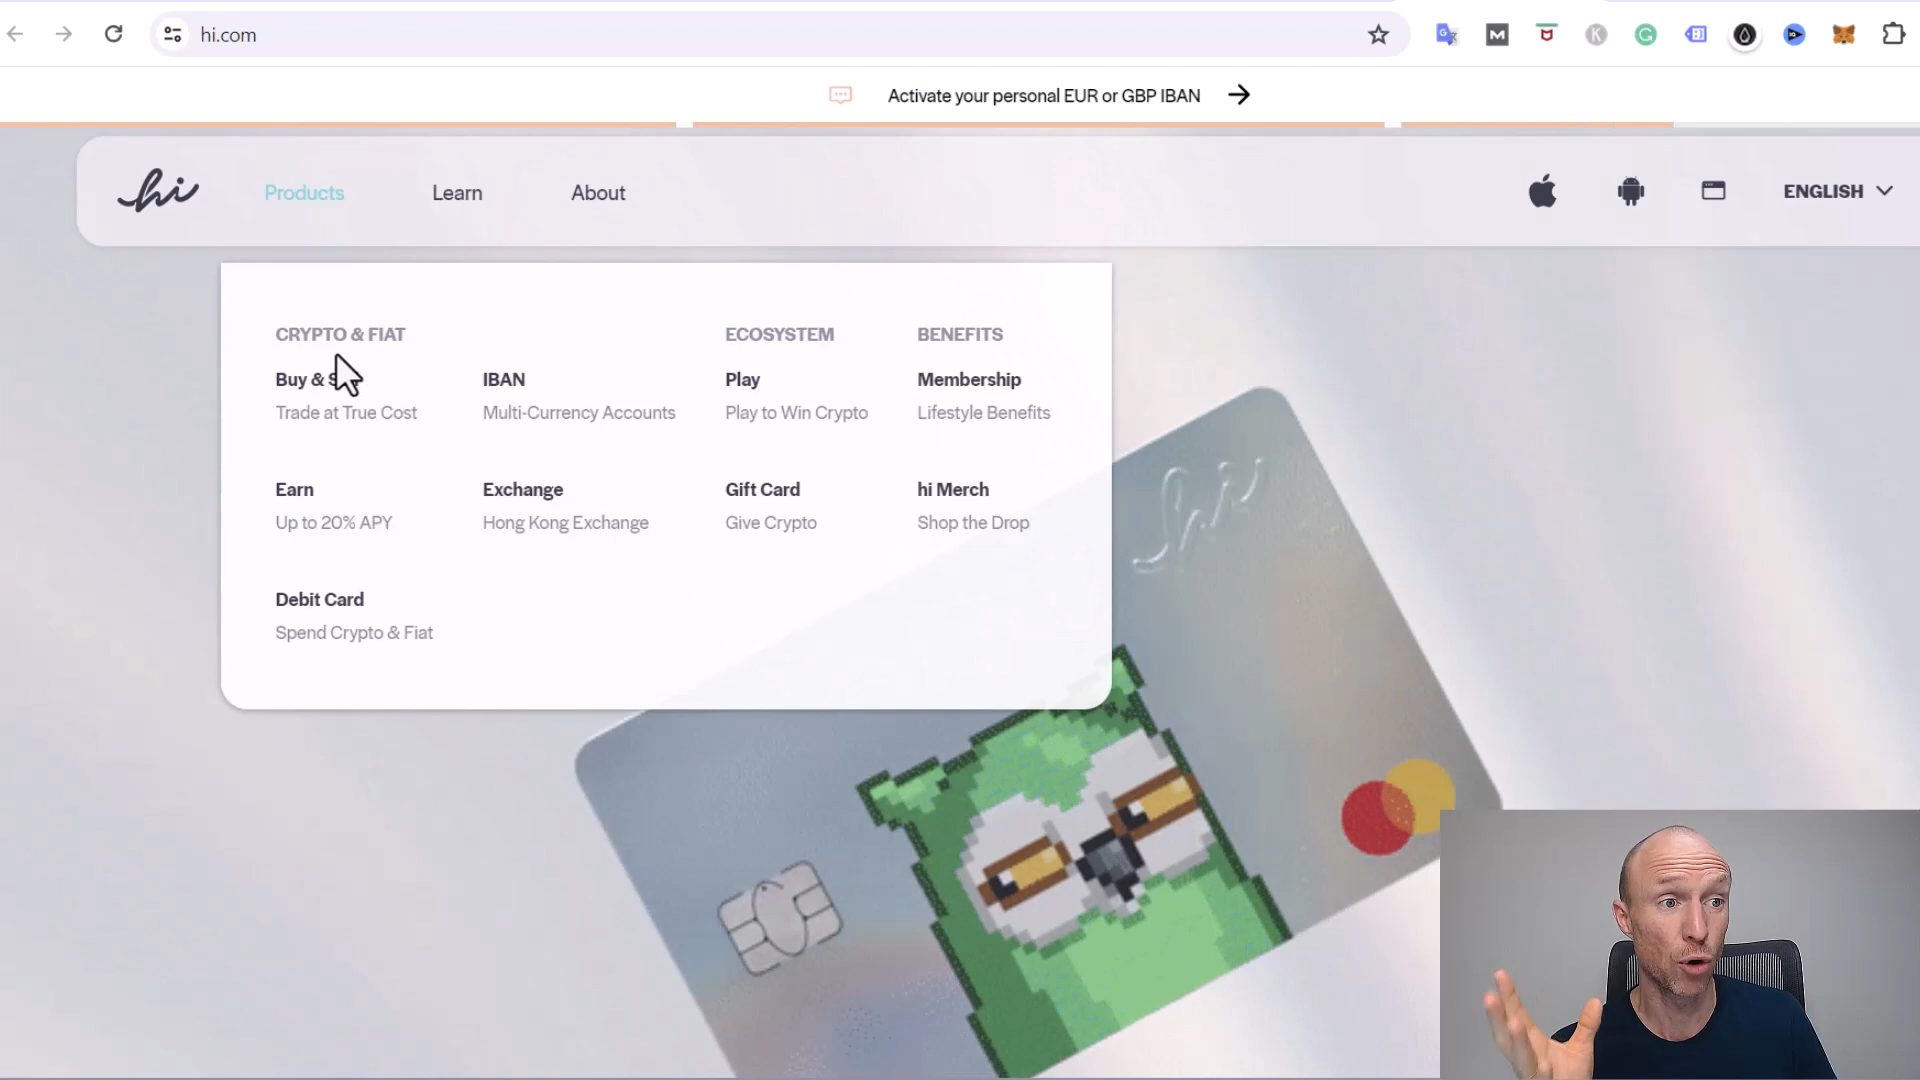 hi.com
Activate your personal EUR or GBP IBAN
hi
Products
Learn
About
ENGLISH
CRYPTO & FIAT
ECOSYSTEM
BENEFITS
Buy & S
IBAN
Play
Membership
Trade at True Cost
Multi-Currency Accounts
Play to Win Crypto
Lifestyle Benefits
Earn
Exchange
Gift Card
hi Merch
Up to 20% APY
Hong Kong Exchange
Give Crypto
Shop the Drop
Debit Card
Spend Crypto & Fiat
hi